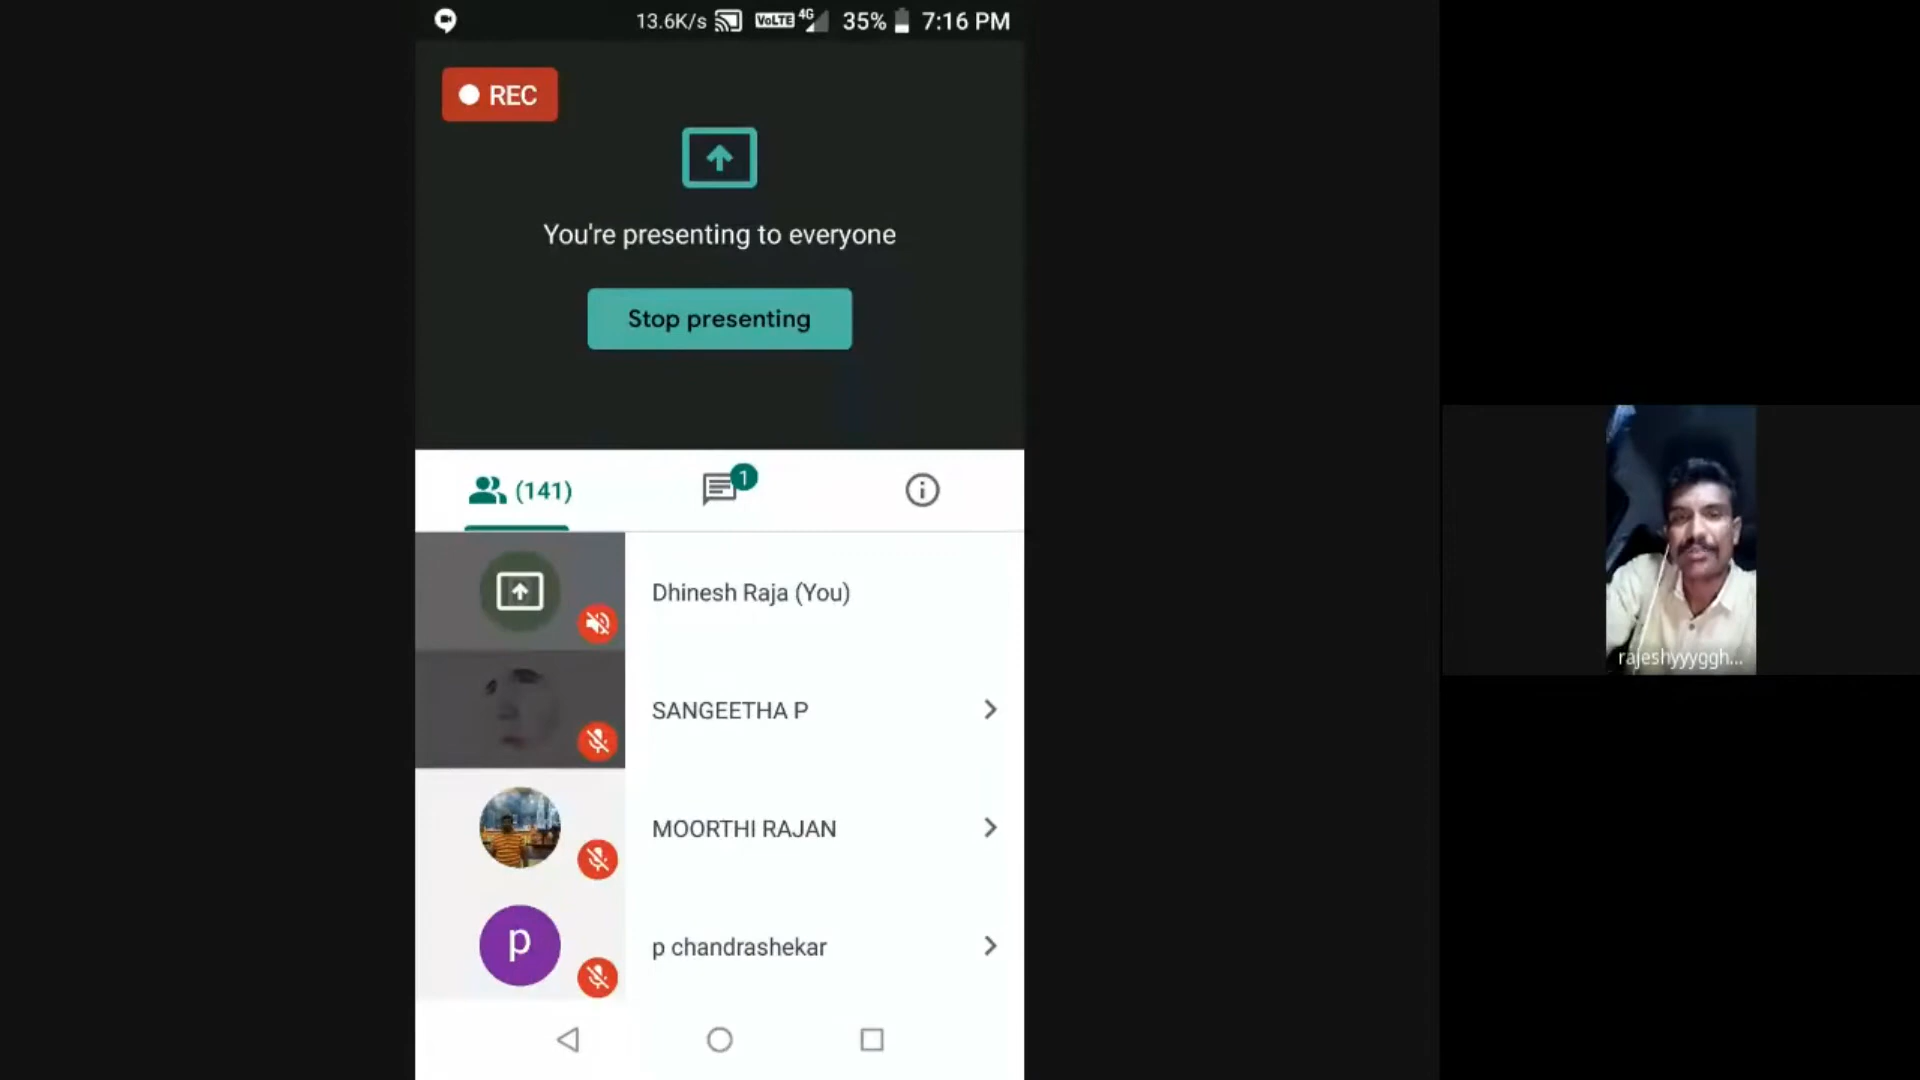 13.6K/s VoLTE 4G 35% 7:16 PM
REC
You're presenting to everyone
Stop presenting
(141)
1
Dhinesh Raja (You)
SANGEETHA P
MOORTHI RAJAN
p
p chandrashekar
rajeshyyyggh...